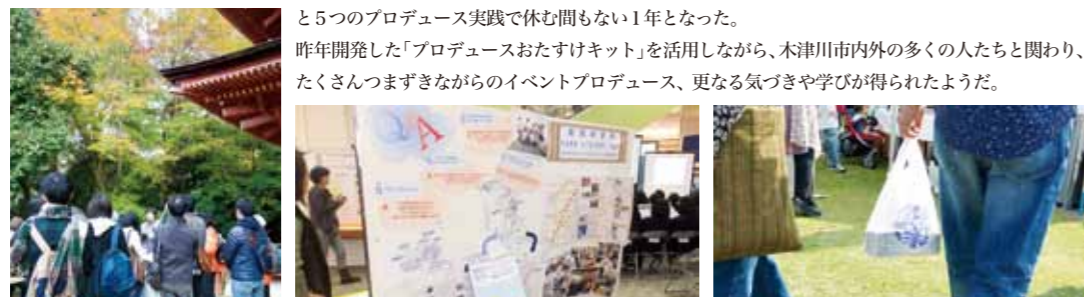 と５つのプロデュース実践で休む間もない１年となった。
昨年開発した「プロデュースおたすけキット」を活用しながら、木津川市内外の多くの人たちと関わり、
たくさんつまずきながらのイベントプロデュース、更なる気づきや学びが得られたようだ。
Q
A